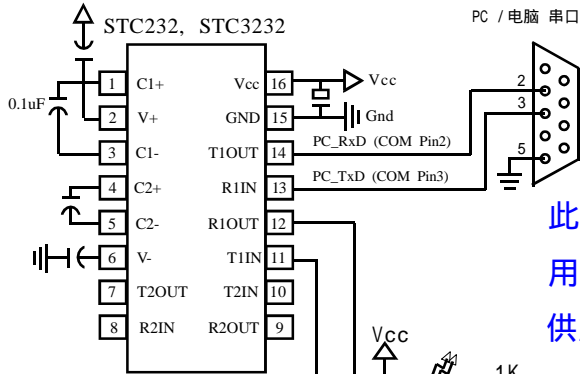 PC / 电脑 串口
STC232, STC3232
1 C1+ Vcc 16 Vcc
0.1uF
2 V+ GND 15 Gnd
3 C1- T1OUT 14 PC_RxD (COM Pin2) 2
4 C2+ R1IN 13 PC_TxD (COM Pin3) 3
5
5 C2- R1OUT 12
6 V- T1IN 11
7 T2OUT T2IN 10
8 R2IN R2OUT 9
此
用
供
Vcc
1K